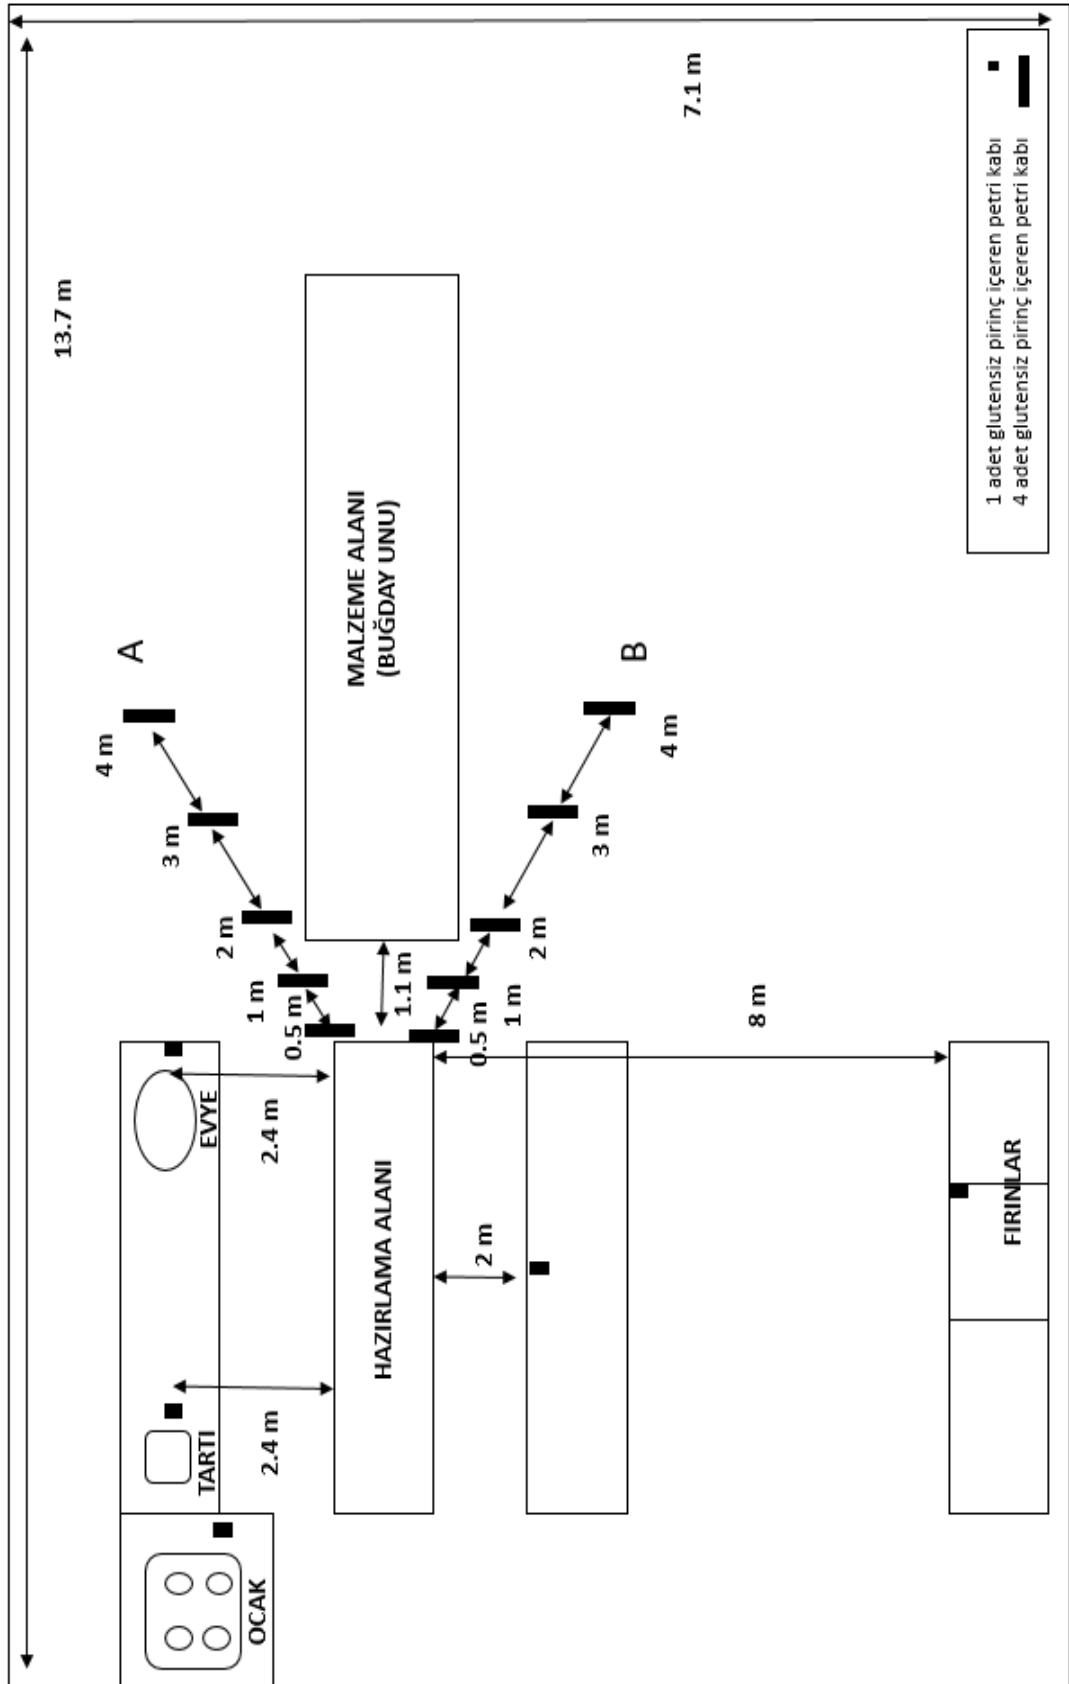 13.7 m
7.1 m
1 adet glutensiz pirinç içeren petri kabı
4 adet glutensiz pirinç içeren petri kabı
MALZEME ALANI
(BUĞDAY UNU)
A
4 m
3 m
2 m
1 m
0.5 m
1.1 m
B
4 m
3 m
2 m
1 m
0.5 m
8 m
EVYE
2.4 m
HAZIRLAMA ALANI
2 m
FIRINLAR
TARTI
2.4 m
OCAK